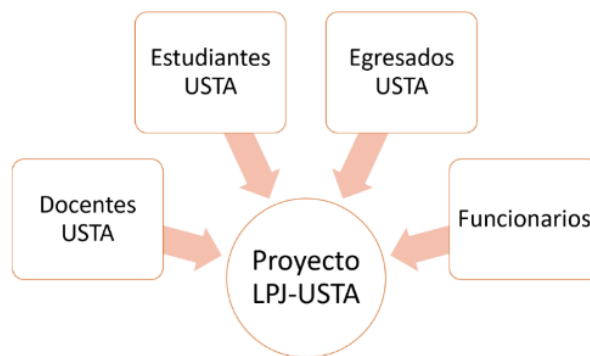 Estudiantes
USTA
Egresados
USTA
Docentes
USTA
Funcionarios
Proyecto
LPJ-USTA